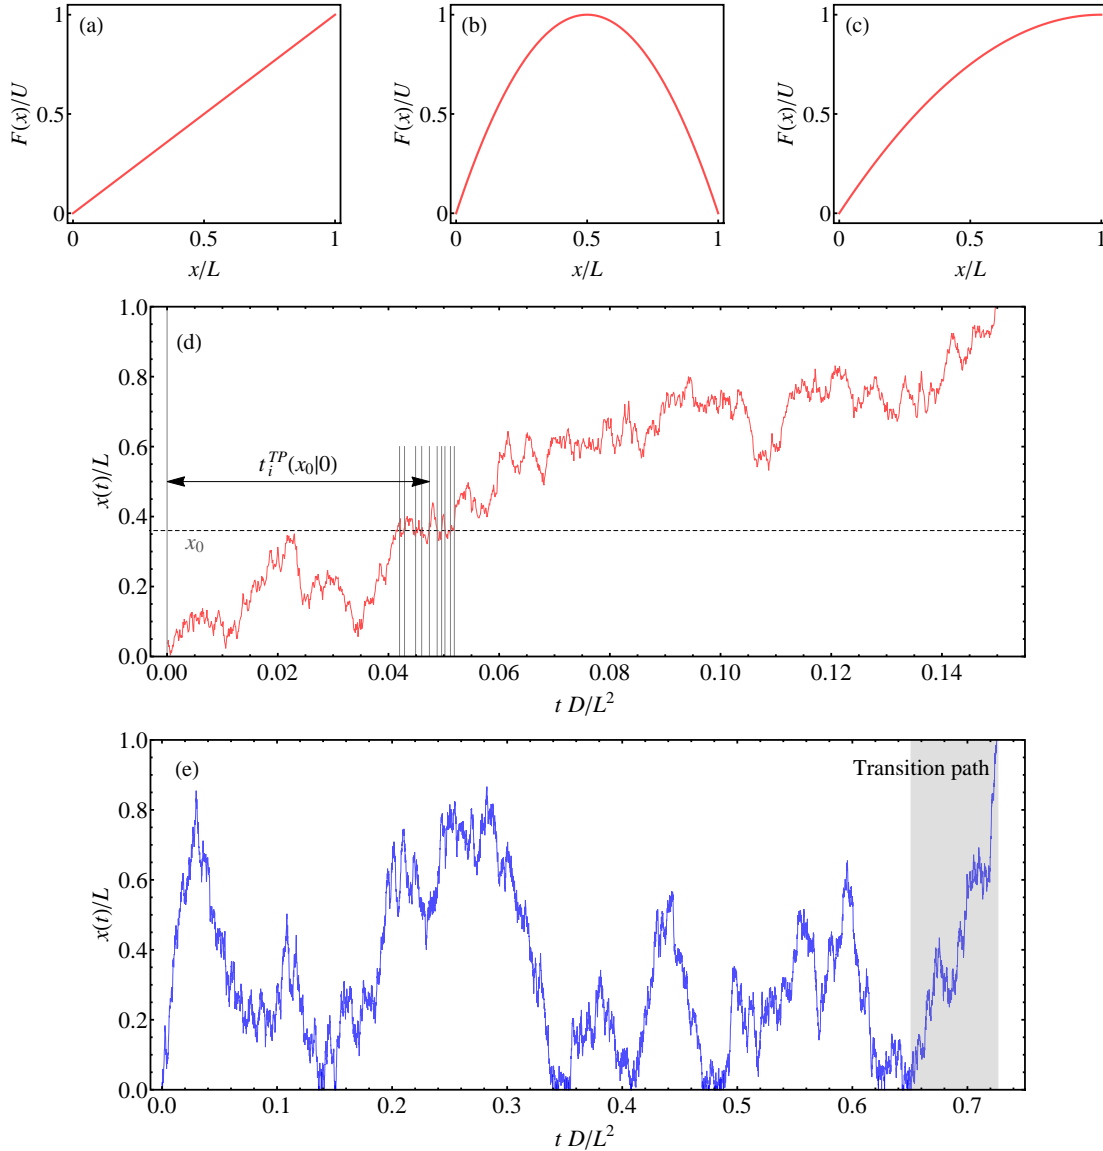 (a)
F(x)/U
1
0.5
0
0
0.5
1
x/L
(b)
F(x)/U
1
0.5
0
0
0.5
1
x/L
(c)
F(x)/U
1
0.5
0
0
0.5
1
x/L
(d)
x(t)/L
1.0
0.8
0.6
0.4
0.2
0.0
t_i^{TP}(x_0|0)
x_0
0.00
0.02
0.04
0.06
0.08
0.10
0.12
0.14
t D/L^2
(e)
Transition path
x(t)/L
1.0
0.8
0.6
0.4
0.2
0.0
0.0
0.1
0.2
0.3
0.4
0.5
0.6
0.7
t D/L^2